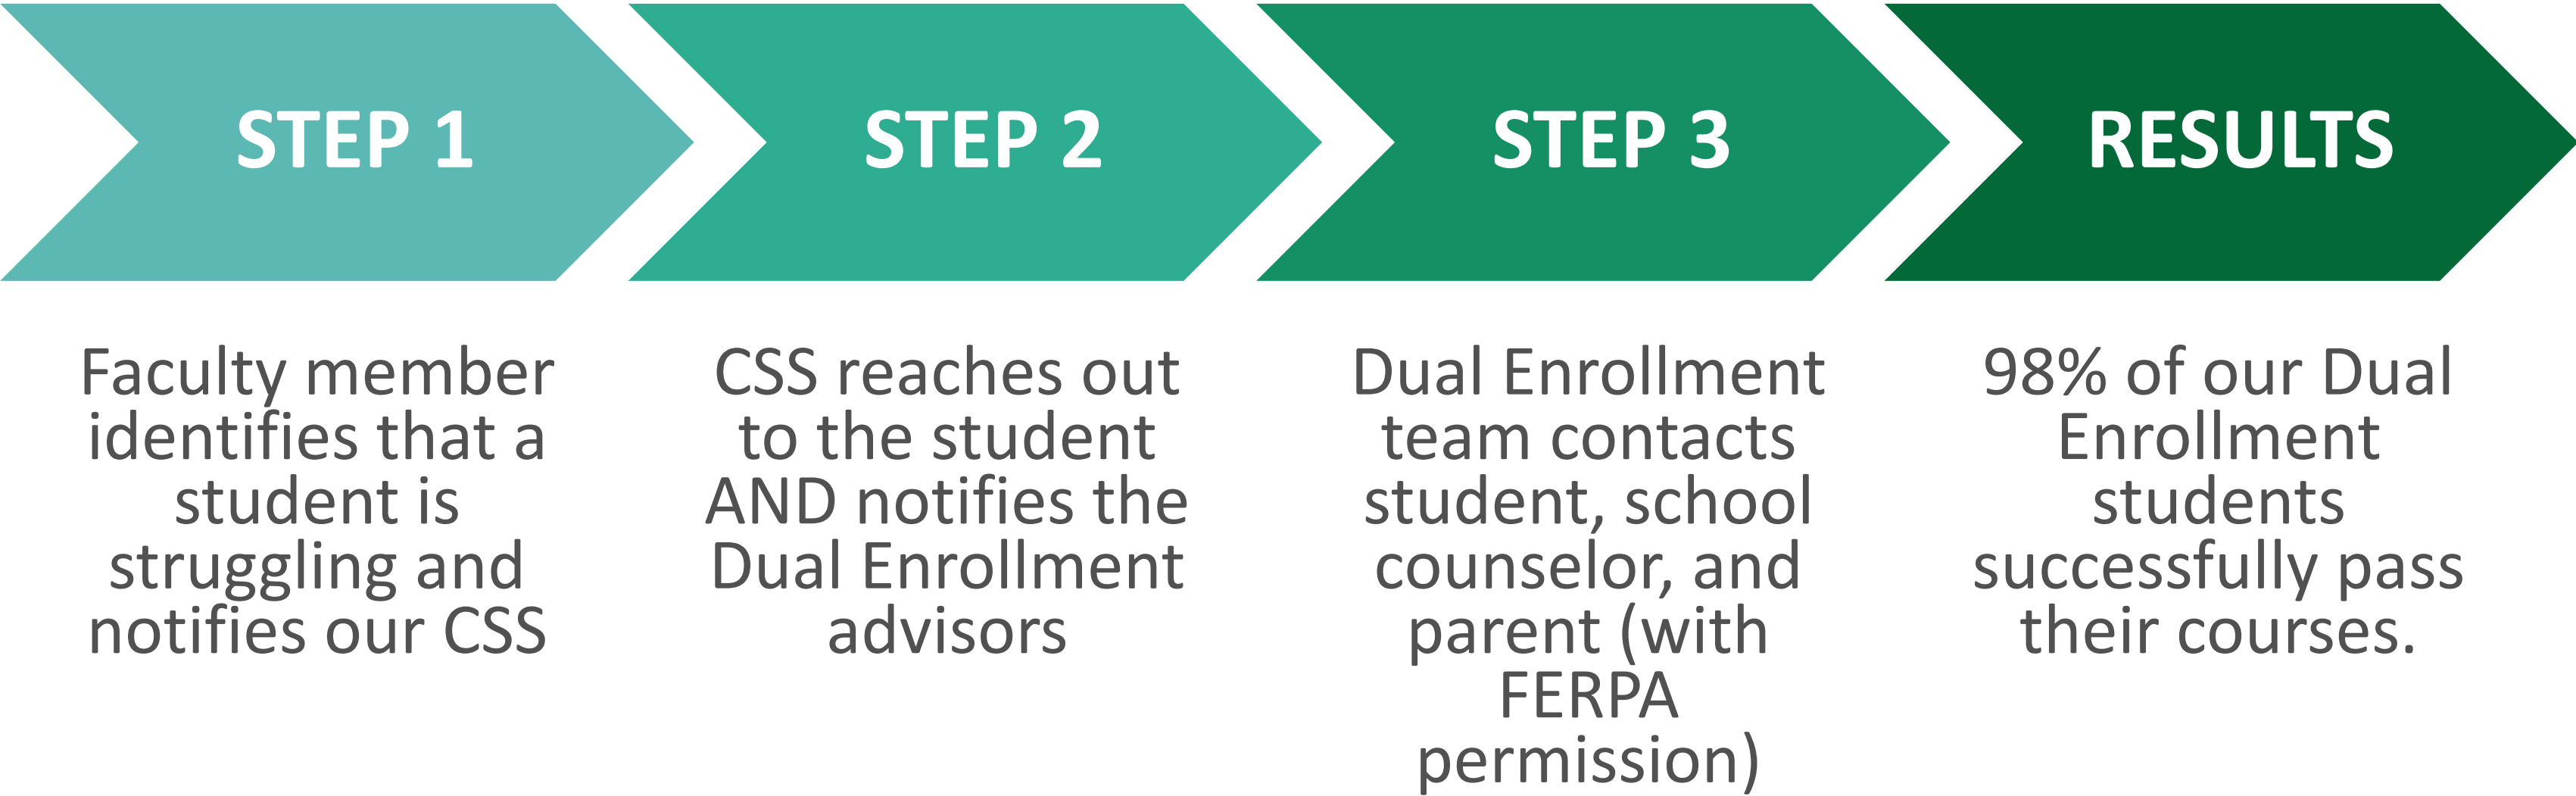 STEP 1
Faculty member
identifies that a
student is
struggling and
notifies our CSS
STEP 2
CSS reaches out
to the student
AND notifies the
Dual Enrollment
advisors
STEP 3
Dual Enrollment
team contacts
student, school
counselor, and
parent (with
FERPA
permission)
RESULTS
98% of our Dual
Enrollment
students
successfully pass
their courses.